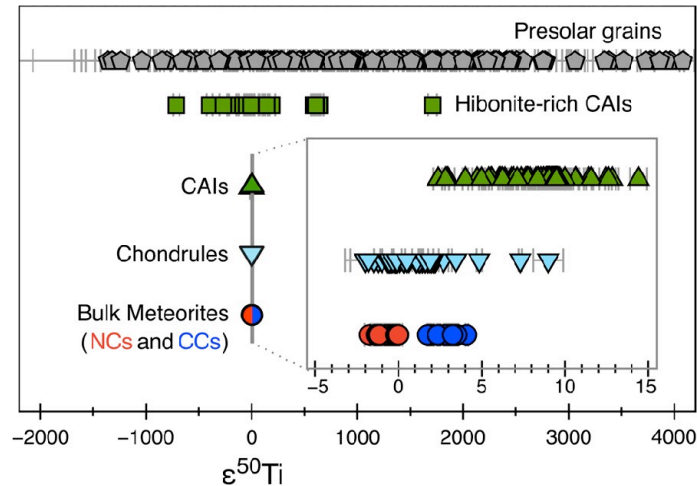 Presolar grains
Hibonite-rich CAIs
CAIs
Chondrules
Bulk Meteorites
(NCs and CCs)
−5 0 5 10 15
−2000 −1000 0 1000 2000 3000 4000
ε⁵⁰Ti